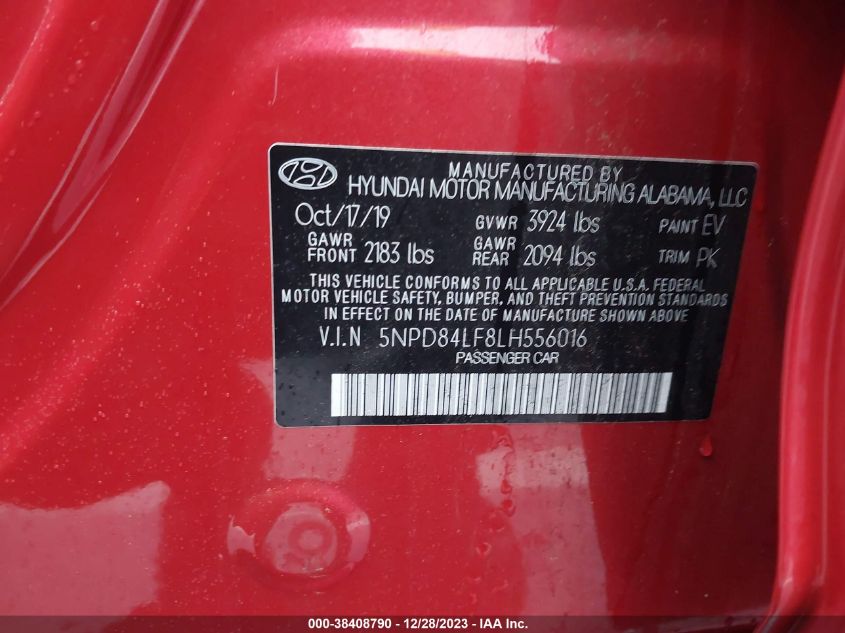 MANUFACTURED BY
HYUNDAI MOTOR MANUFACTURING ALABAMA, LLC
Oct/17/19 GVWR 3924 lbs PAINT EV
GAWR FRONT 2183 lbs GAWR REAR 2094 lbs TRIM PK
THIS VEHICLE CONFORMS TO ALL APPLICABLE U.S.A. FEDERAL
MOTOR VEHICLE SAFETY, BUMPER, AND THEFT PREVENTION STANDARDS
IN EFFECT ON THE DATE OF MANUFACTURE SHOWN ABOVE.
V.I.N 5NPD84LF8LH556016
PASSENGER CAR
000-38408790 - 12/28/2023 - IAA Inc.